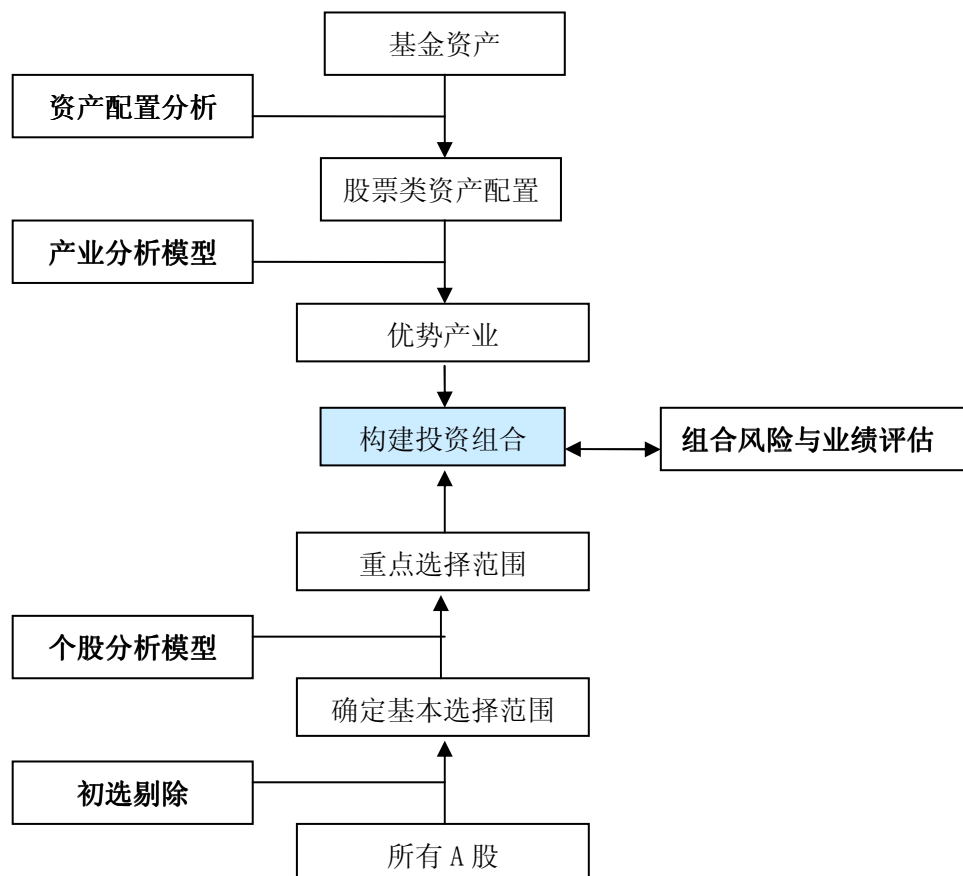 基金资产
资产配置分析
股票类资产配置
产业分析模型
优势产业
构建投资组合
组合风险与业绩评估
重点选择范围
个股分析模型
确定基本选择范围
初选剔除
所有 A 股